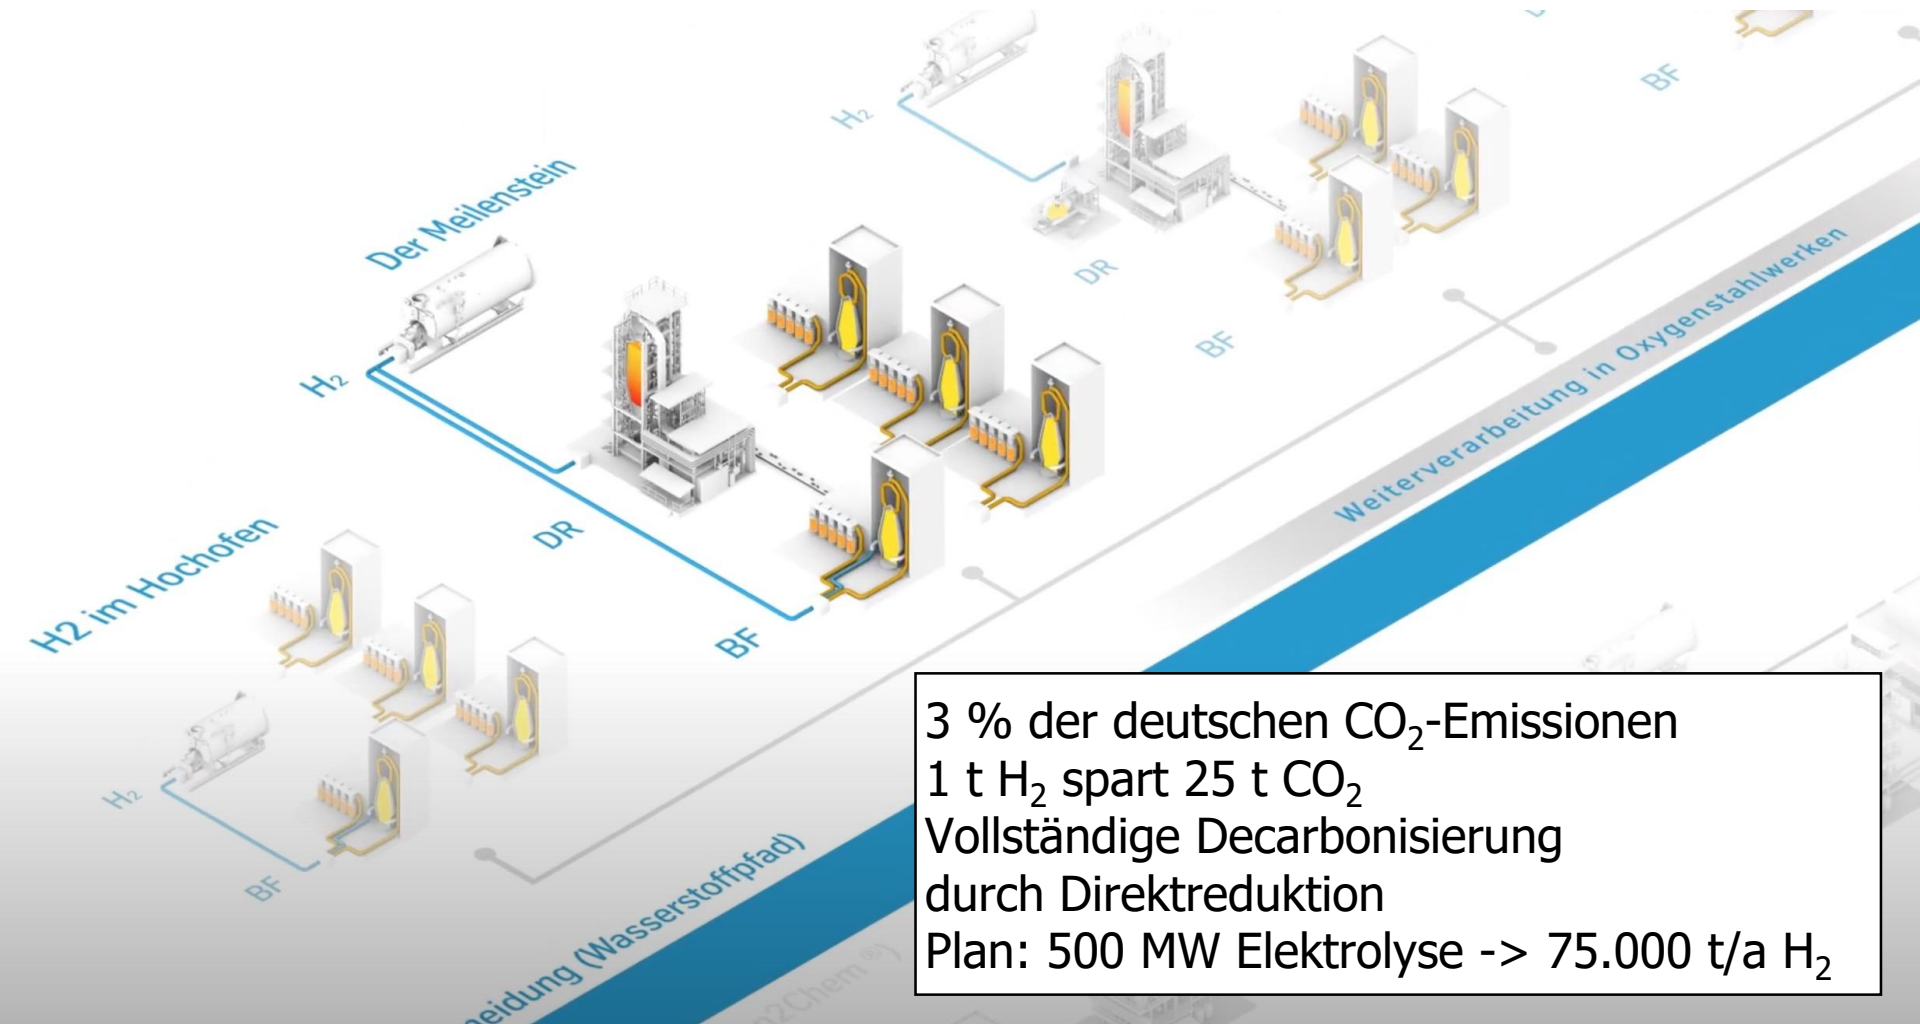 H₂
BF
Der Meilenstein
DR
BF
H₂
Weiterverarbeitung in Oxygenstahlwerken
DR
H2 im Hochofen
BF
H₂
BF
neidung (Wasserstoffpfad)
n2Chem ®)
3 % der deutschen CO₂-Emissionen
1 t H₂ spart 25 t CO₂
Vollständige Decarbonisierung
durch Direktreduktion
Plan: 500 MW Elektrolyse -> 75.000 t/a H₂